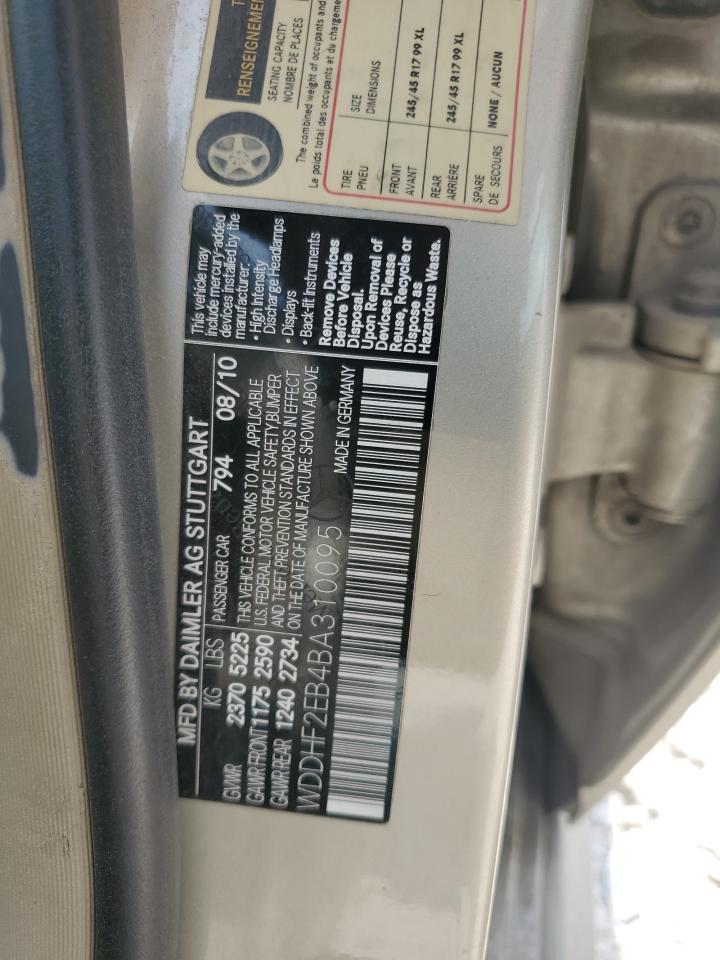 MFD BY DAIMLER AG STUTTGART
KG LBS PASSENGER CAR 794 08/10
GVWR 2370 5225 THIS VEHICLE CONFORMS TO ALL APPLICABLE
GAWR FRONT 1175 2590 U.S. FEDERAL MOTOR VEHICLE SAFETY, BUMPER
GAWR REAR 1240 2734 AND THEFT PREVENTION STANDARDS IN EFFECT
ON THE DATE OF MANUFACTURE SHOWN ABOVE
WDDHF2EB4BA310095 MADE IN GERMANY
This vehicle may
include mercury-added
devices installed by the
manufacturer:
• High Intensity
Discharge Headlamps
• Displays
• Back-lit Instruments
Remove Devices
Before Vehicle
Disposal.
Upon Removal of
Devices Please
Reuse, Recycle or
Dispose as
Hazardous Waste.
RENSEIGNEMEN
SEATING CAPACITY
NOMBRE DE PLACES
The combined weight of occupants and
Le poids total des occupants et du chargeme
TIRE SIZE
PNEU DIMENSIONS
FRONT
AVANT 245/45 R17 99 XL
REAR
ARRIÈRE 245/45 R17 99 XL
SPARE
DE SECOURS NONE / AUCUN